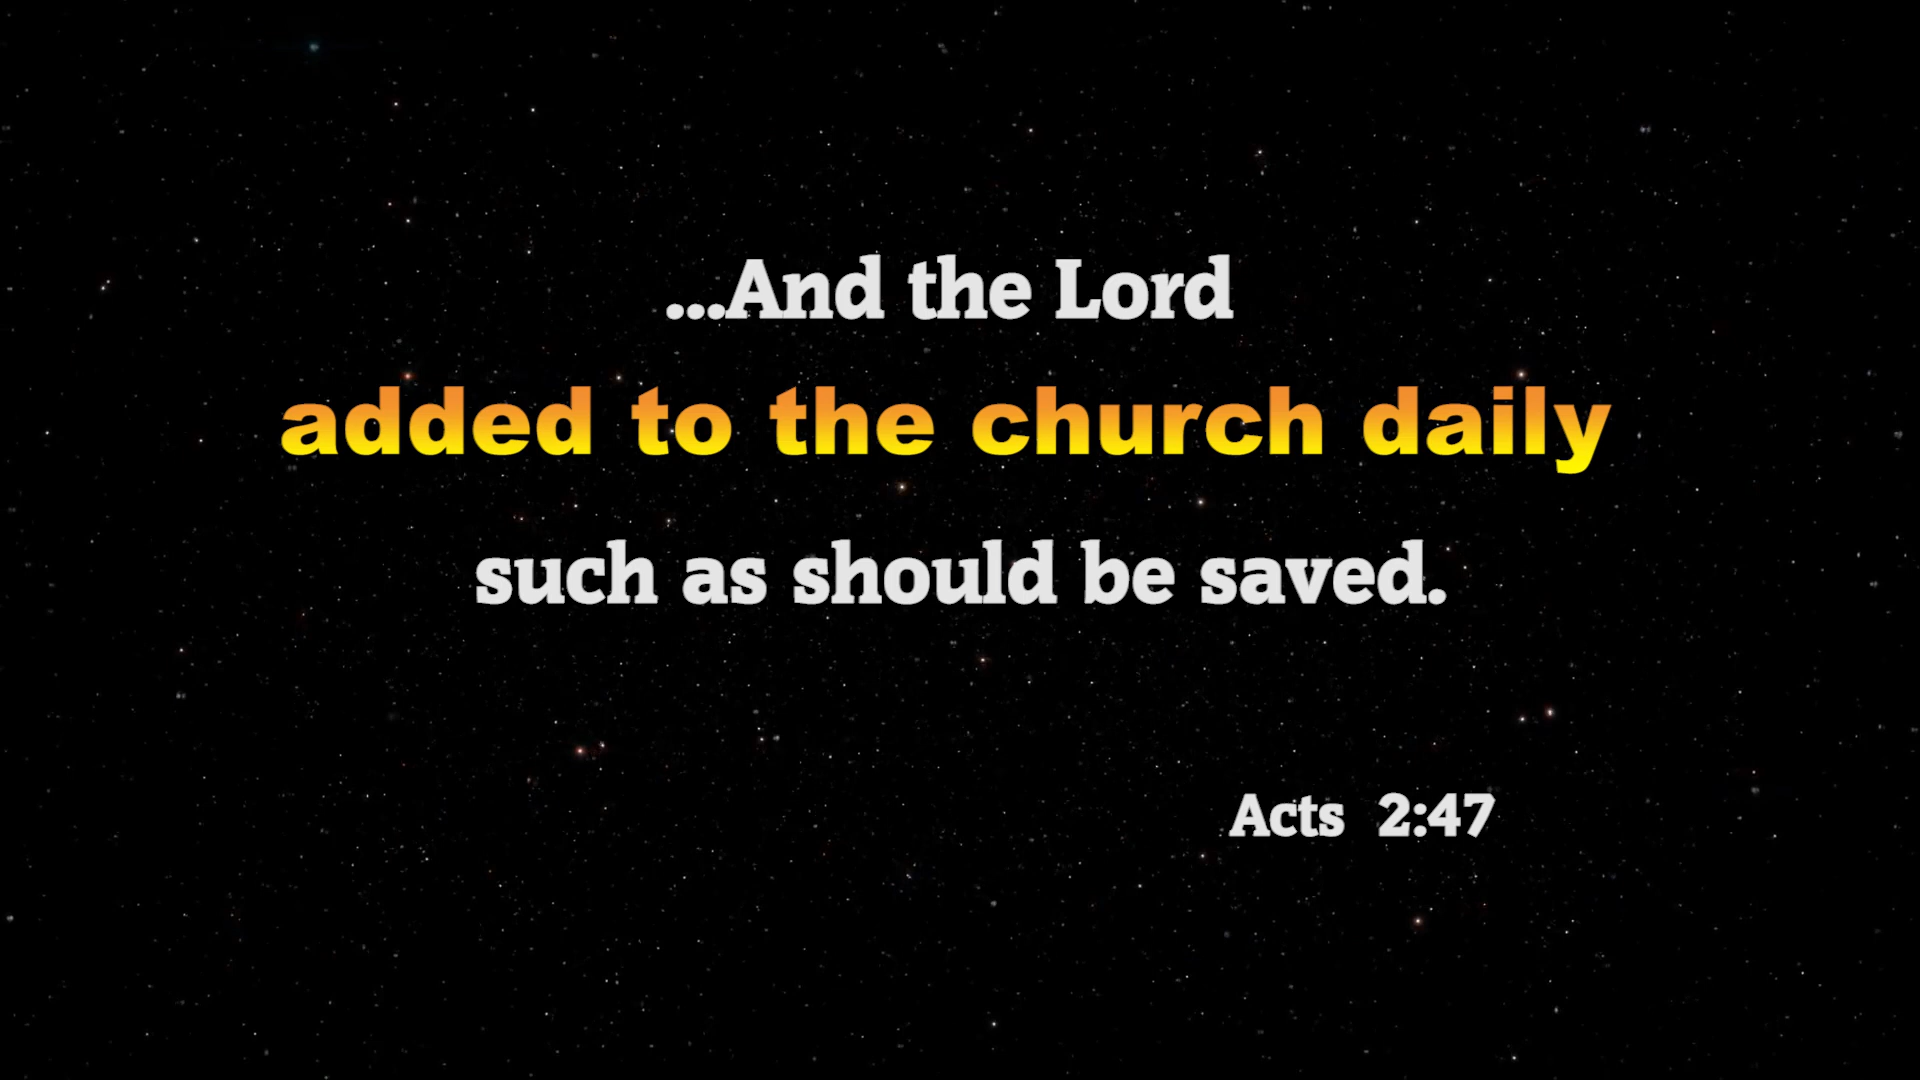 ...And the Lord
added to the church daily
such as should be saved.
Acts 2:47